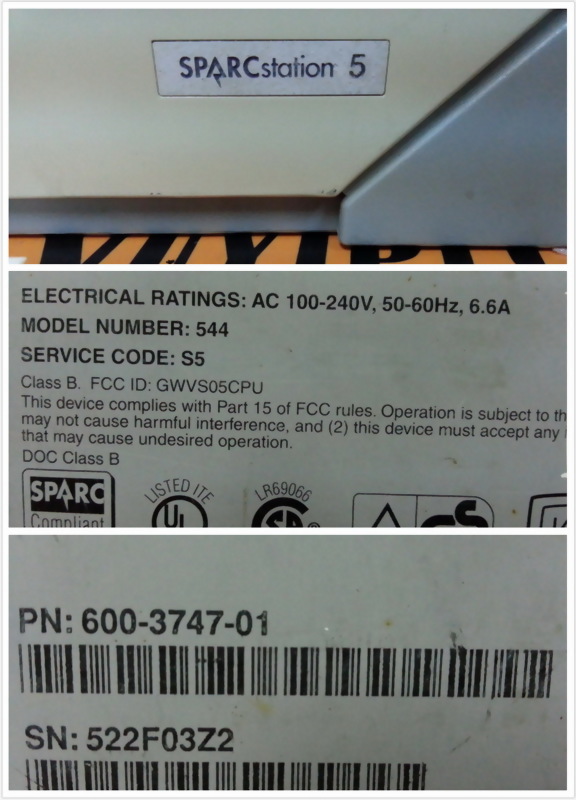 SPARCstation 5
ELECTRICAL RATINGS: AC 100-240V, 50-60Hz, 6.6A
MODEL NUMBER: 544
SERVICE CODE: S5
Class B. FCC ID: GWVS05CPU
This device complies with Part 15 of FCC rules. Operation is subject to
may not cause harmful interference, and (2) this device must accept any
that may cause undesired operation.
DOC Class B
SPARC
Compliant
LISTED ITE
UL
LR69066
SA
GS
PN: 600-3747-01
SN: 522F03Z2